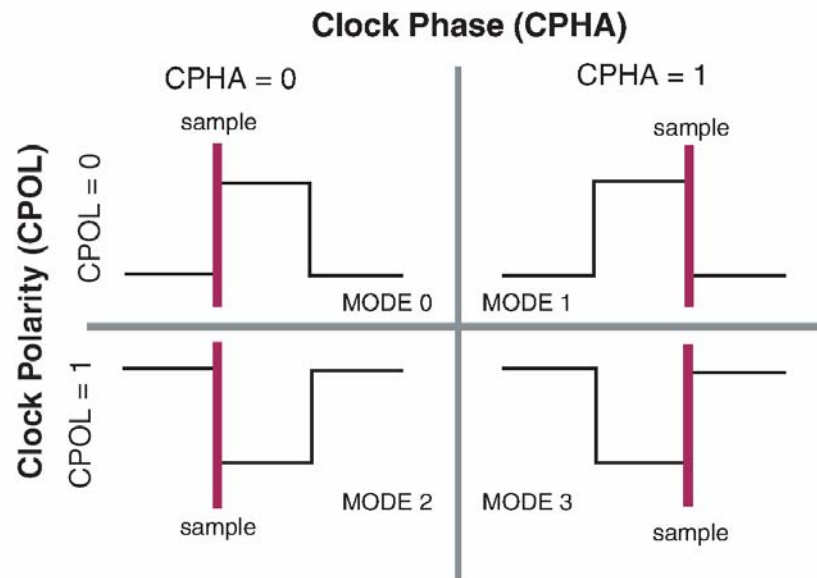 Clock Phase (CPHA)
CPHA = 0
CPHA = 1
sample
sample
Clock Polarity (CPOL)
CPOL = 0
MODE 0
MODE 1
CPOL = 1
MODE 2
MODE 3
sample
sample